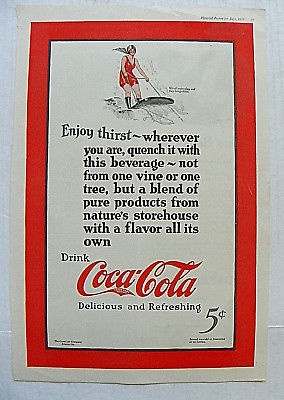 Enjoy thirst~wherever
you are, quench it with
this beverage~not
from one vine or one
tree, but a blend of
pure products from
nature's storehouse
with a flavor all its
own
Drink
Coca-Cola
Delicious and Refreshing
5¢